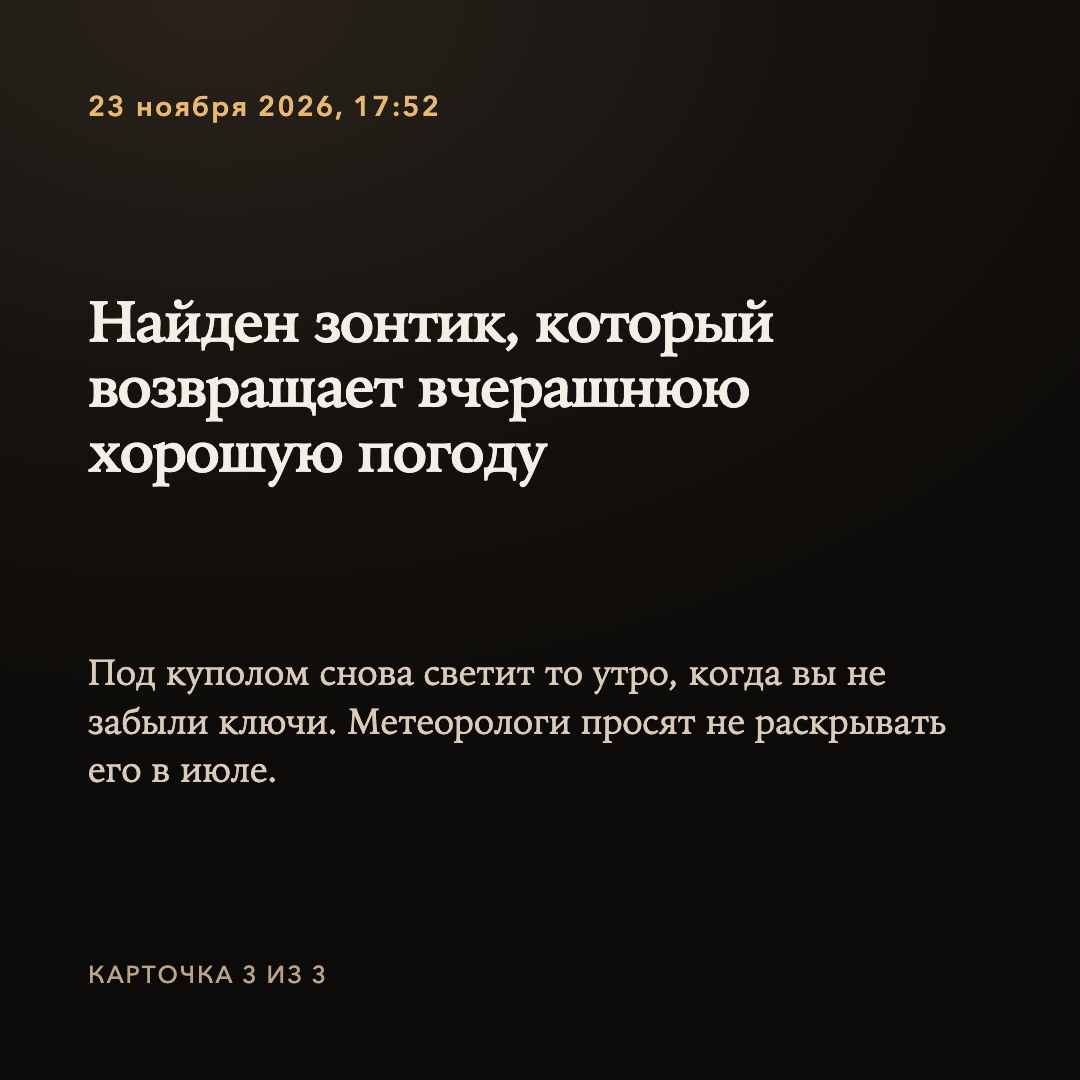 23 ноября 2026, 17:52
Найден зонтик, который
возвращает вчерашнюю
хорошую погоду
Под куполом снова светит то утро, когда вы не
забыли ключи. Метеорологи просят не раскрывать
его в июле.
КАРТОЧКА 3 ИЗ 3